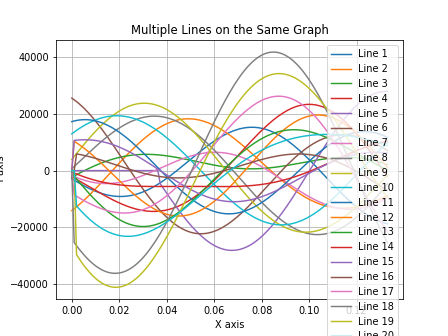 Multiple Lines on the Same Graph
40000
20000
0
−20000
−40000
0.00
0.02
0.04
0.06
0.08
0.10
X axis
Line 1
Line 2
Line 3
Line 4
Line 5
Line 6
Line 7
Line 8
Line 9
Line 10
Line 11
Line 12
Line 13
Line 14
Line 15
Line 16
Line 17
Line 18
Line 19
Line 20